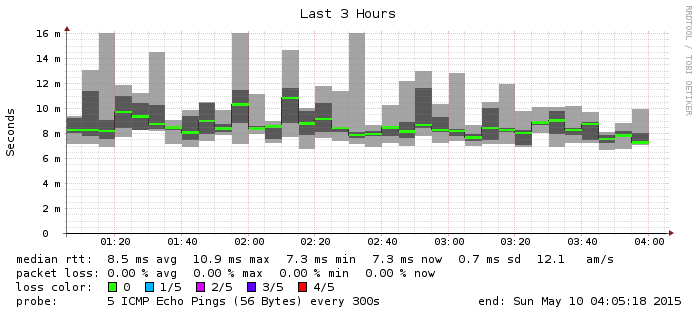 Last 3 Hours
RRDTOOL / TOBI OETIKER
Seconds
16 m
14 m
12 m
10 m
8 m
6 m
4 m
2 m
0
01:20 01:40 02:00 02:20 02:40 03:00 03:20 03:40 04:00
median rtt: 8.5 ms avg 10.9 ms max 7.3 ms min 7.3 ms now 0.7 ms sd 12.1 am/s
packet loss: 0.00 % avg 0.00 % max 0.00 % min 0.00 % now
loss color: 0 1/5 2/5 3/5 4/5
probe: 5 ICMP Echo Pings (56 Bytes) every 300s end: Sun May 10 04:05:18 2015